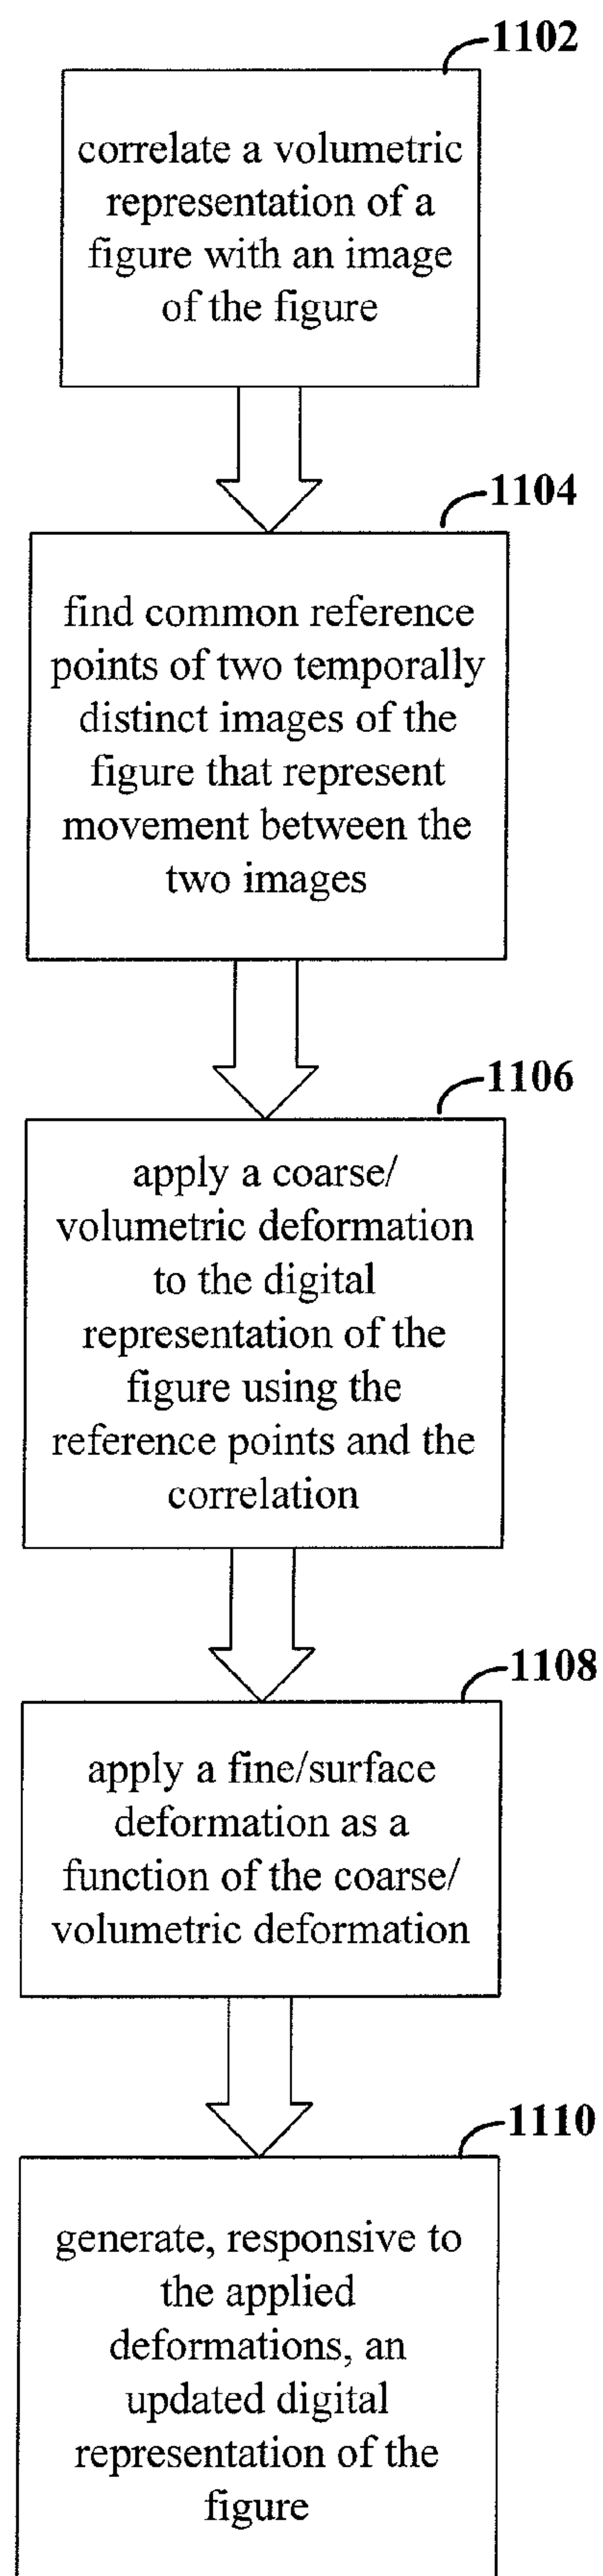 1102
correlate a volumetric
representation of a
figure with an image
of the figure
1104
find common reference
points of two temporally
distinct images of the
figure that represent
movement between the
two images
1106
apply a coarse/
volumetric deformation
to the digital
representation of the
figure using the
reference points and the
correlation
1108
apply a fine/surface
deformation as a
function of the coarse/
volumetric deformation
1110
generate, responsive to
the applied
deformations, an
updated digital
representation of the
figure